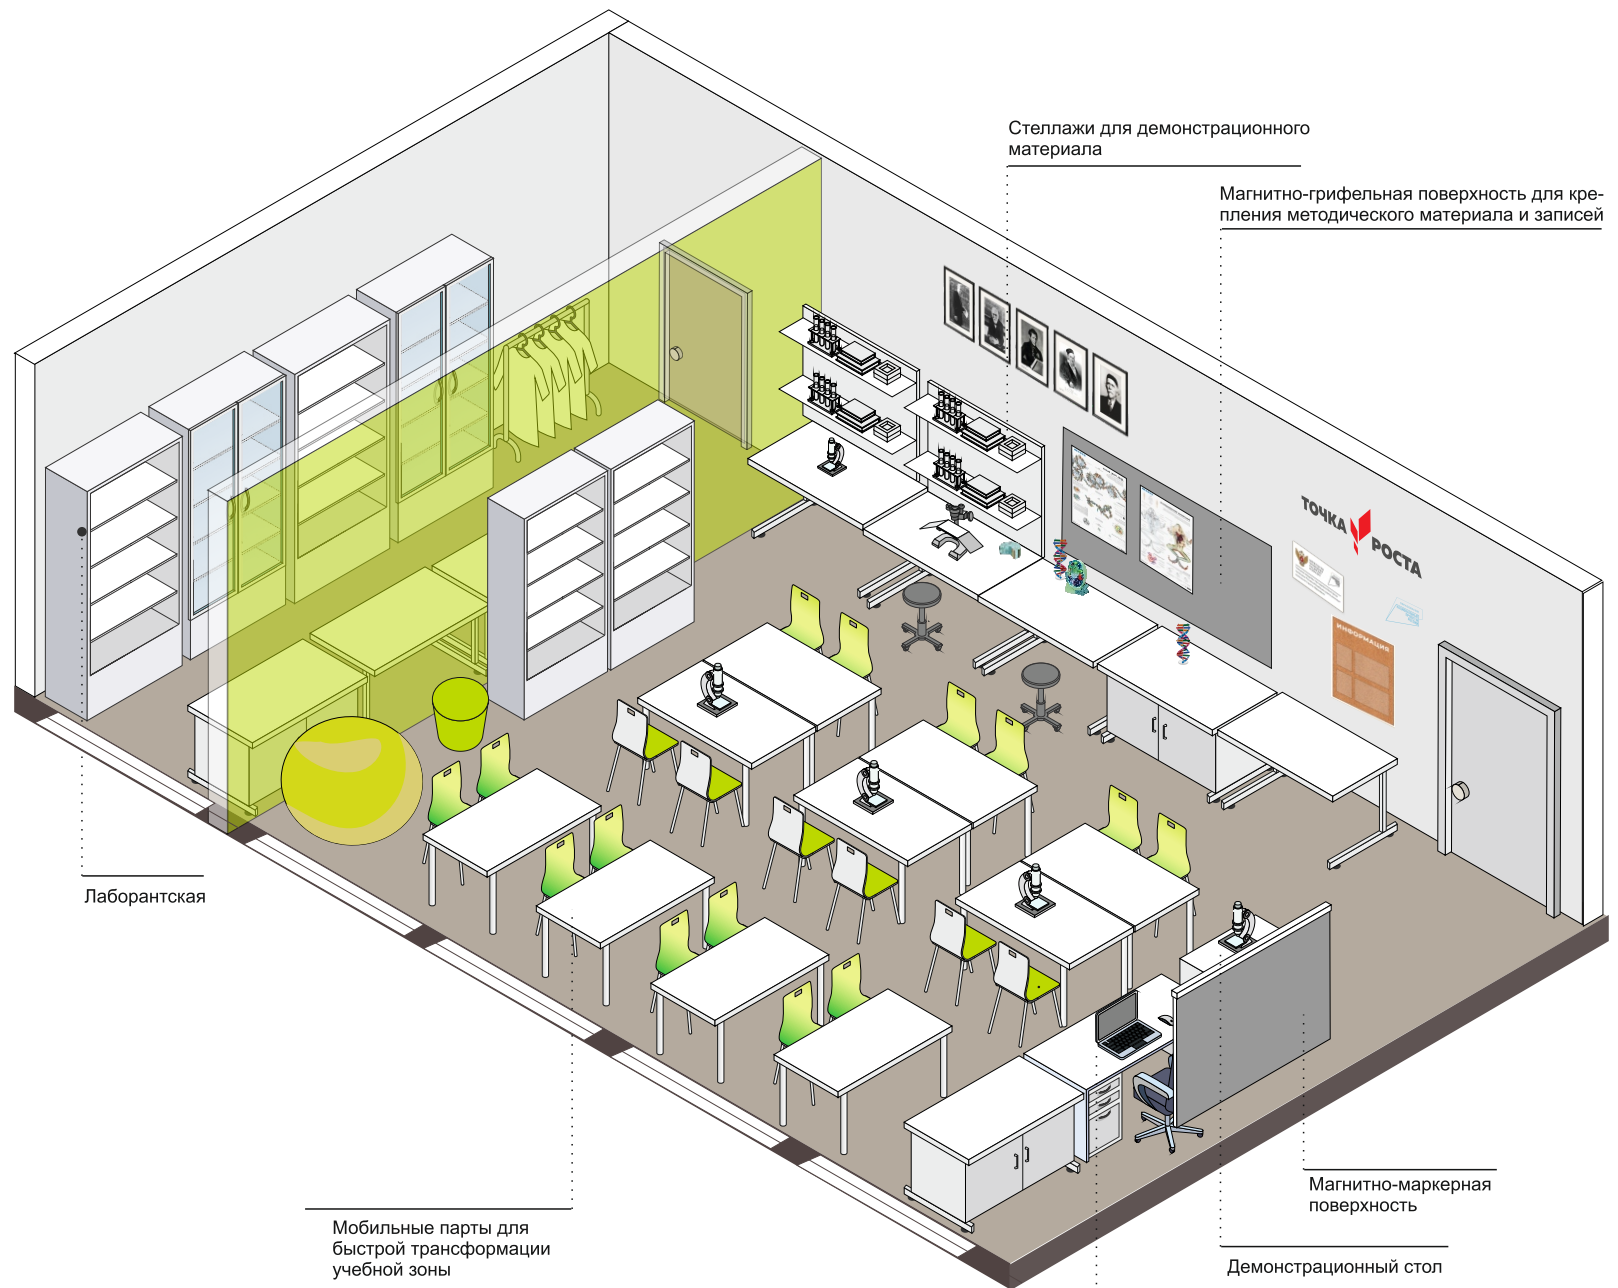 Стеллажи для демонстрационного
материала
Магнитно-грифельная поверхность для кре-
пления методического материала и записей
ТОЧКА
РОСТА
ИНФОРМАЦИЯ
Лаборантская
Магнитно-маркерная
поверхность
Мобильные парты для
быстрой трансформации
учебной зоны
Демонстрационный стол